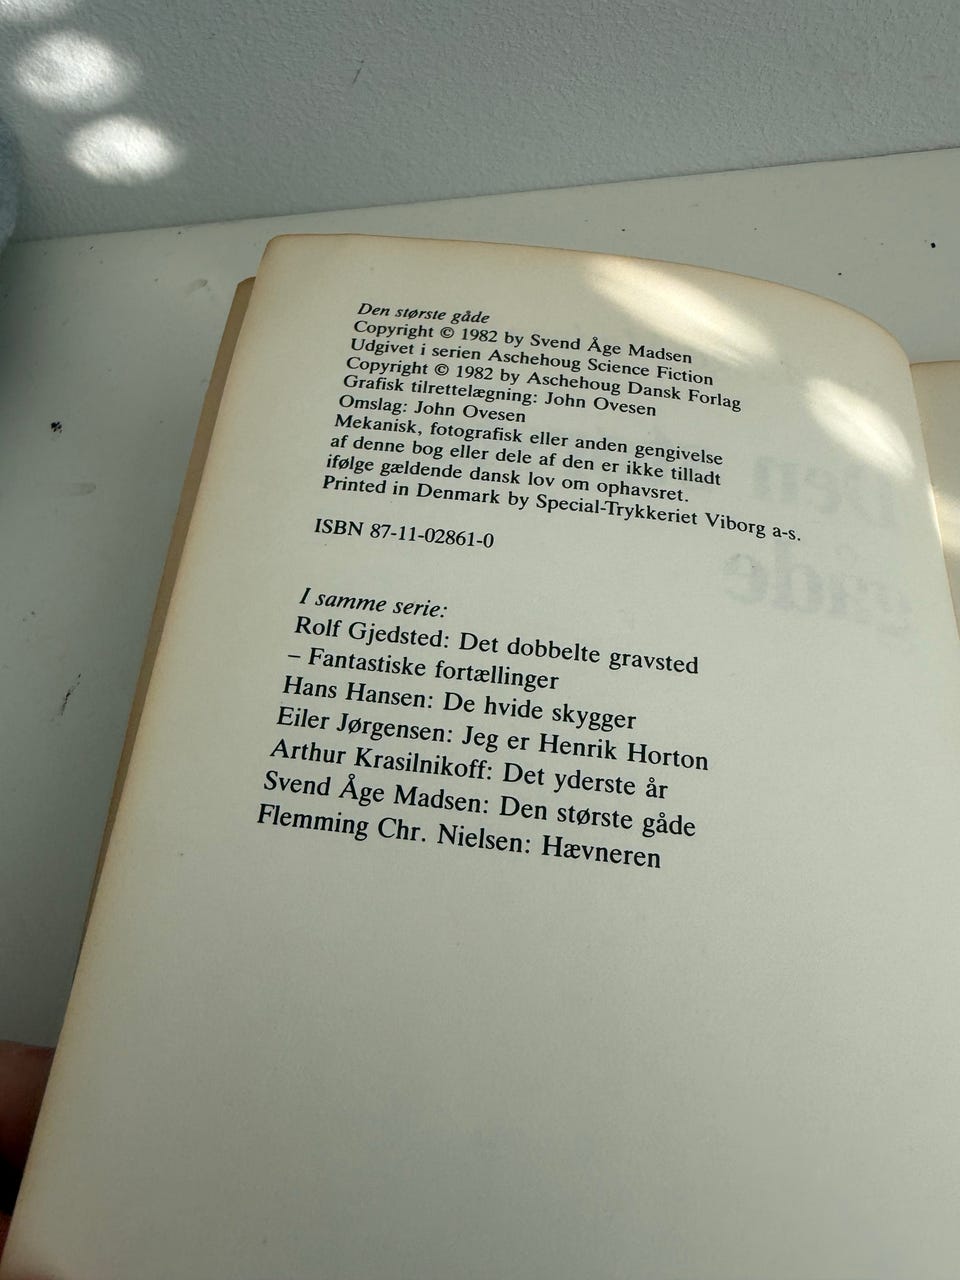 Den største gåde
Copyright © 1982 by Svend Åge Madsen
Udgivet i serien Aschehoug Science Fiction
Copyright © 1982 by Aschehoug Dansk Forlag
Grafisk tilrettelægning: John Ovesen
Omslag: John Ovesen
Mekanisk, fotografisk eller anden gengivelse
af denne bog eller dele af den er ikke tilladt
ifølge gældende dansk lov om ophavsret.
Printed in Denmark by Special-Trykkeriet Viborg a-s.
ISBN 87-11-02861-0
I samme serie:
Rolf Gjedsted: Det dobbelte gravsted
– Fantastiske fortællinger
Hans Hansen: De hvide skygger
Eiler Jørgensen: Jeg er Henrik Horton
Arthur Krasilnikoff: Det yderste år
Svend Åge Madsen: Den største gåde
Flemming Chr. Nielsen: Hævneren